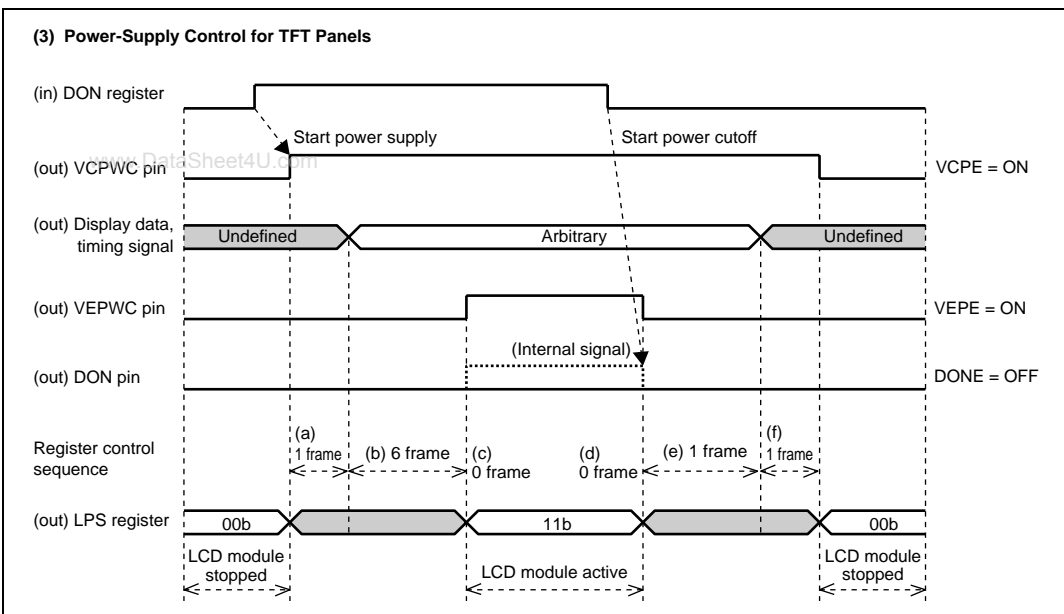 (3) Power-Supply Control for TFT Panels
(in) DON register
Start power supply
Start power cutoff
www.DataSheet4U.com
(out) VCPWC pin
VCPE = ON
(out) Display data,
timing signal
Undefined
Arbitrary
Undefined
(out) VEPWC pin
VEPE = ON
(Internal signal)
(out) DON pin
DONE = OFF
Register control
sequence
(a)
1 frame
(b) 6 frame
(c)
0 frame
(d)
0 frame
(e) 1 frame
(f)
1 frame
(out) LPS register
00b
11b
00b
LCD module
stopped
LCD module active
LCD module
stopped